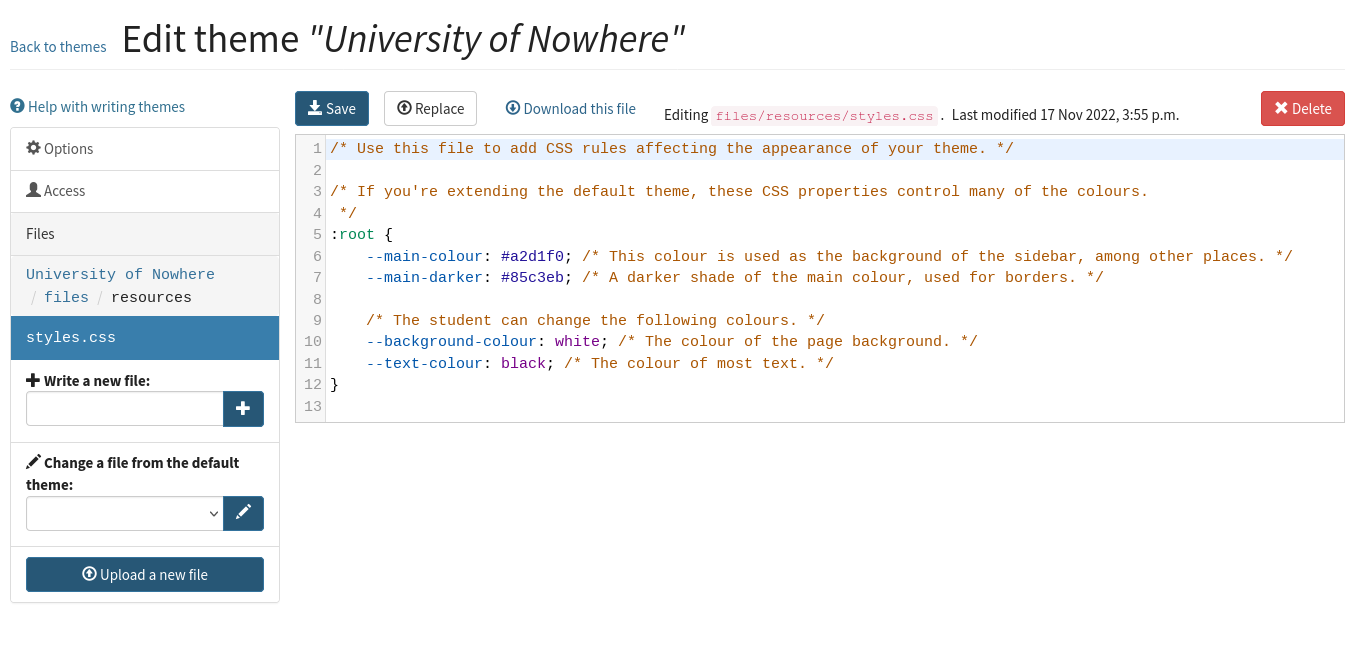 Back to themes Edit theme "University of Nowhere"
Help with writing themes
Options
Access
Files
University of Nowhere
/ files / resources
styles.css
Write a new file:
Change a file from the default
theme:
Upload a new file
Save Replace Download this file Editing files/resources/styles.css . Last modified 17 Nov 2022, 3:55 p.m. Delete
1 /* Use this file to add CSS rules affecting the appearance of your theme. */
2
3 /* If you're extending the default theme, these CSS properties control many of the colours.
4 */
5 :root {
6 --main-colour: #a2d1f0; /* This colour is used as the background of the sidebar, among other places. */
7 --main-darker: #85c3eb; /* A darker shade of the main colour, used for borders. */
8
9 /* The student can change the following colours. */
10 --background-colour: white; /* The colour of the page background. */
11 --text-colour: black; /* The colour of most text. */
12 }
13